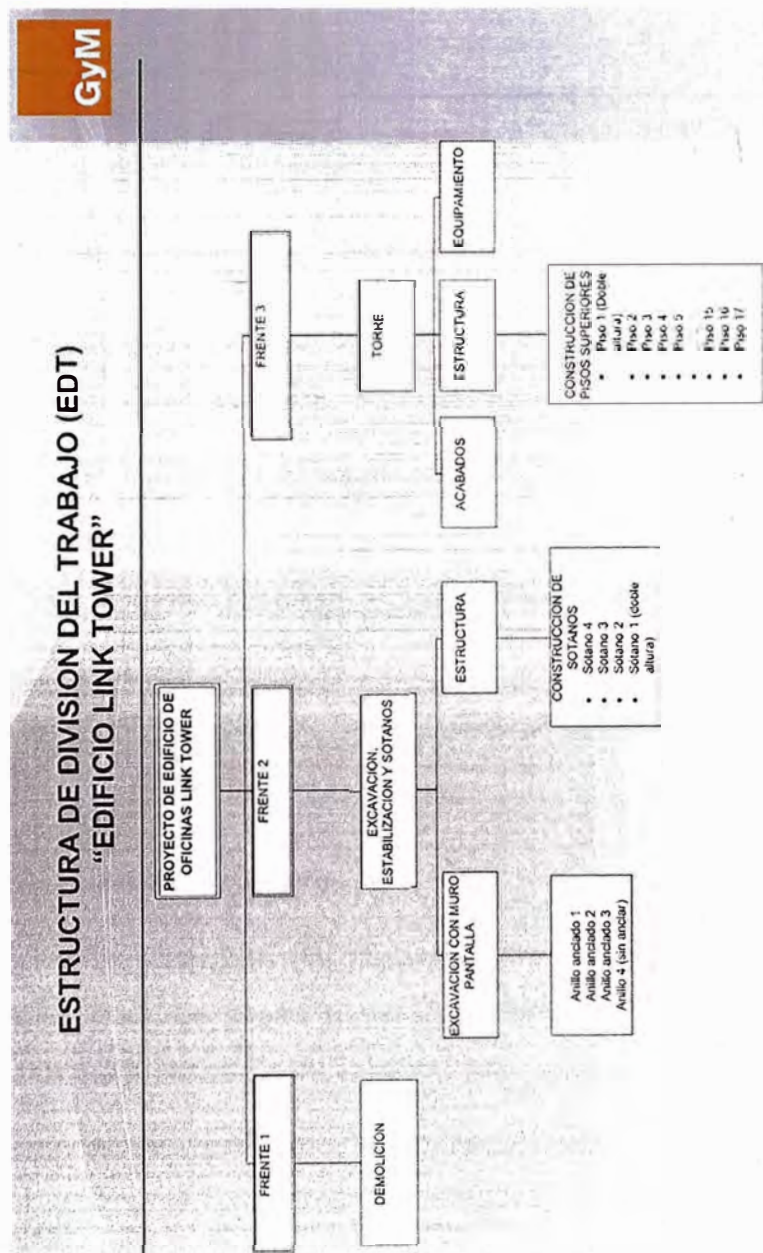 GyM
ESTRUCTURA DE DIVISION DEL TRABAJO (EDT)
“EDIFICIO LINK TOWER”
PROYECTO DE EDIFICIO DE
OFICINAS LINK TOWER
FRENTE 1
FRENTE 2
FRENTE 3
DEMOLICION
EXCAVACION,
ESTABILIZACION Y SOTANOS
TORRE
EXCAVACION CON MURO
PANTALLA
ESTRUCTURA
ACABADOS
ESTRUCTURA
EQUIPAMIENTO
Anillo anclado 1
Anillo anclado 2
Anillo anclado 3
Anillo 4 (sin anclar)
CONSTRUCCION DE
SOTANOS
• Sotano 4
• Sotano 3
• Sotano 2
• Sotano 1 (doble
altura)
CONSTRUCCION DE
PISOS SUPERIORES
• Piso 1 (Doble
altura)
• Piso 2
• Piso 3
• Piso 4
• Piso 5
•
•
• Piso 15
• Piso 16
• Piso 17